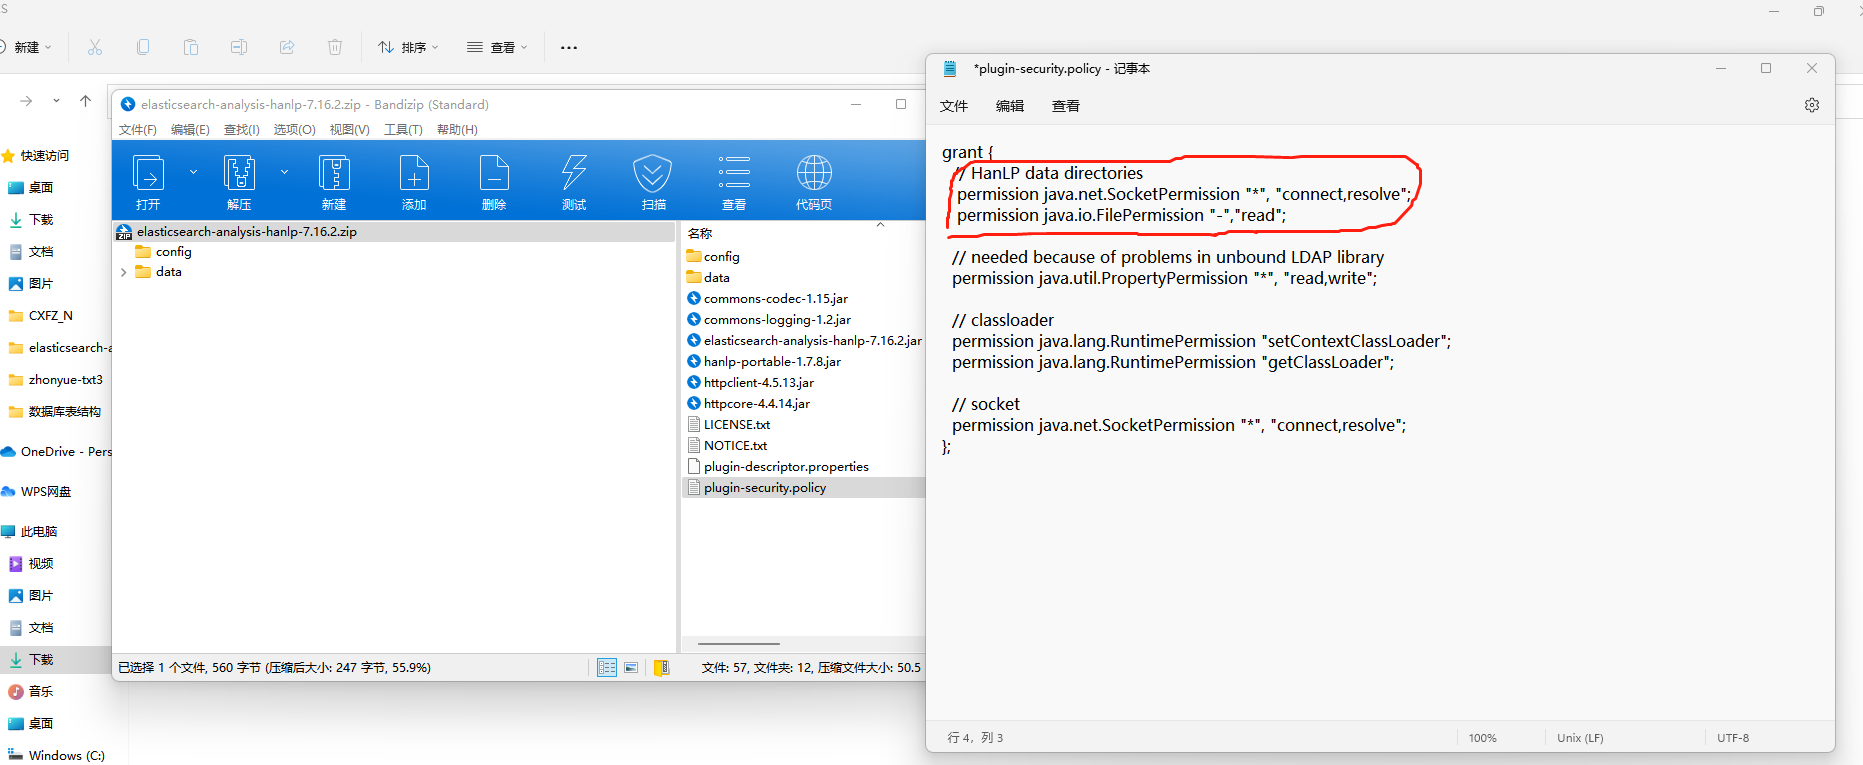 S
新建
排序
查看
elasticsearch-analysis-hanlp-7.16.2.zip - Bandizip (Standard)
文件(F) 编辑(E) 查找(I) 选项(O) 视图(V) 工具(T) 帮助(H)
打开 解压 新建 添加 删除 测试 扫描 查看 代码页
快速访问
桌面
下载
文档
图片
CXFZ_N
elasticsearch-a
zhonyue-txt3
数据库表结构
OneDrive - Pers
WPS网盘
此电脑
视频
图片
文档
下载
音乐
桌面
Windows (C:)
ZIP
elasticsearch-analysis-hanlp-7.16.2.zip
config
data
名称
config
data
commons-codec-1.15.jar
commons-logging-1.2.jar
elasticsearch-analysis-hanlp-7.16.2.jar
hanlp-portable-1.7.8.jar
httpclient-4.5.13.jar
httpcore-4.4.14.jar
LICENSE.txt
NOTICE.txt
plugin-descriptor.properties
plugin-security.policy
已选择 1 个文件, 560 字节 (压缩后大小: 247 字节, 55.9%)
文件: 57, 文件夹: 12, 压缩文件大小: 50.5
*plugin-security.policy - 记事本
文件 编辑 查看
grant {
// HanLP data directories
permission java.net.SocketPermission "*", "connect,resolve";
permission java.io.FilePermission "-","read";
// needed because of problems in unbound LDAP library
permission java.util.PropertyPermission "*", "read,write";
// classloader
permission java.lang.RuntimePermission "setContextClassLoader";
permission java.lang.RuntimePermission "getClassLoader";
// socket
permission java.net.SocketPermission "*", "connect,resolve";
};
行 4, 列 3
100%
Unix (LF)
UTF-8